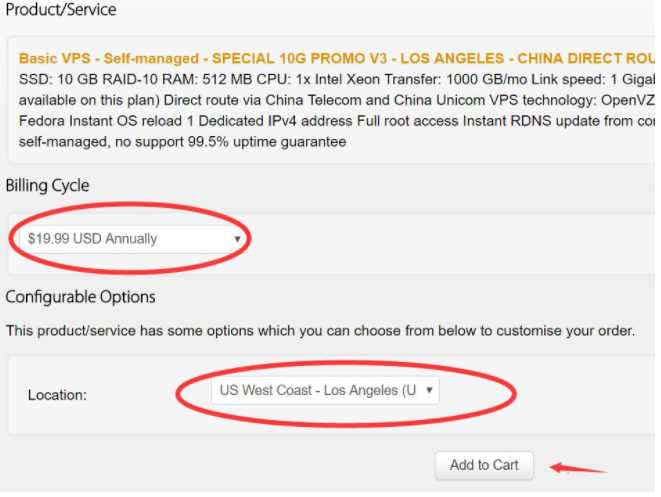 Product/Service
Basic VPS - Self-managed - SPECIAL 10G PROMO V3 - LOS ANGELES - CHINA DIRECT ROU
SSD: 10 GB RAID-10 RAM: 512 MB CPU: 1x Intel Xeon Transfer: 1000 GB/mo Link speed: 1 Gigab
available on this plan) Direct route via China Telecom and China Unicom VPS technology: OpenVZ
Fedora Instant OS reload 1 Dedicated IPv4 address Full root access Instant RDNS update from con
self-managed, no support 99.5% uptime guarantee
Billing Cycle
$19.99 USD Annually
Configurable Options
This product/service has some options which you can choose from below to customise your order.
Location: US West Coast - Los Angeles (U
Add to Cart